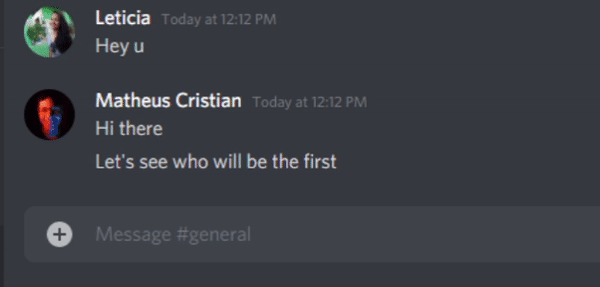 Leticia Today at 12:12 PM
Hey u
Matheus Cristian Today at 12:12 PM
Hi there
Let's see who will be the first
Message #general